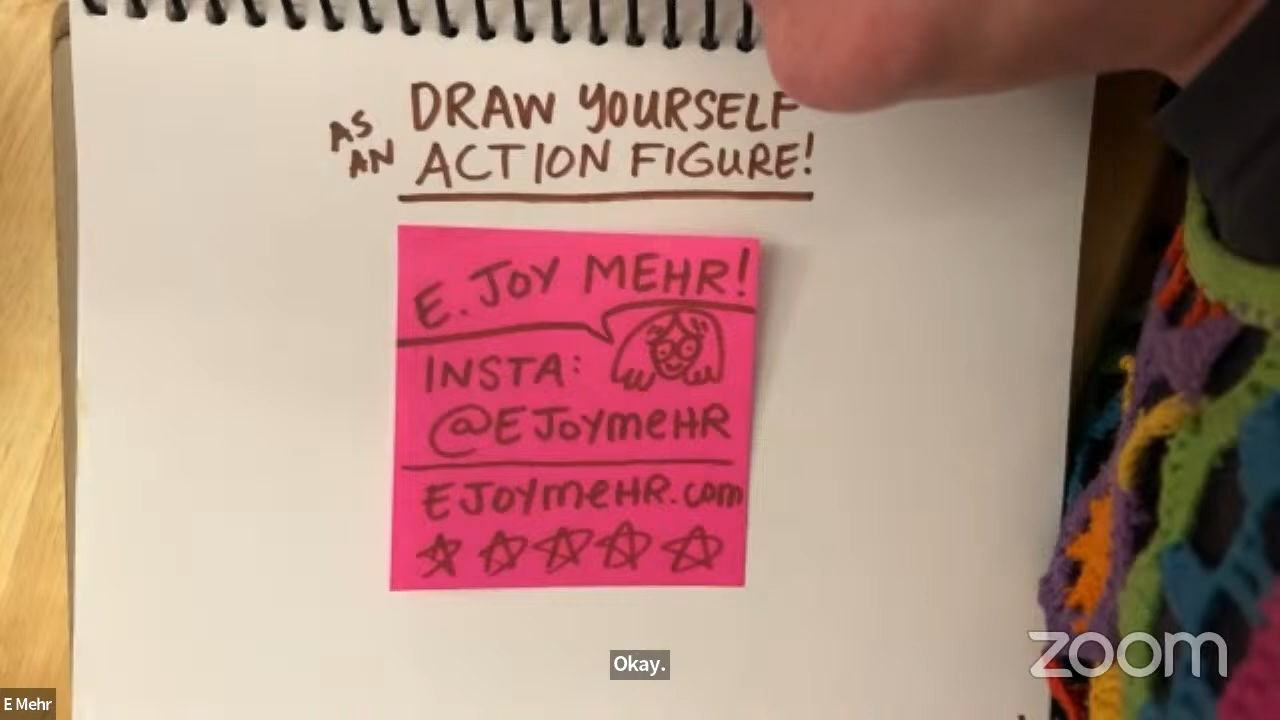 DRAW YOURSELF
AS AN ACTION FIGURE!
E. JOY MEHR!
INSTA:
@EJoymeHR
EJoymeHR.com
Okay.
zoom
E Mehr